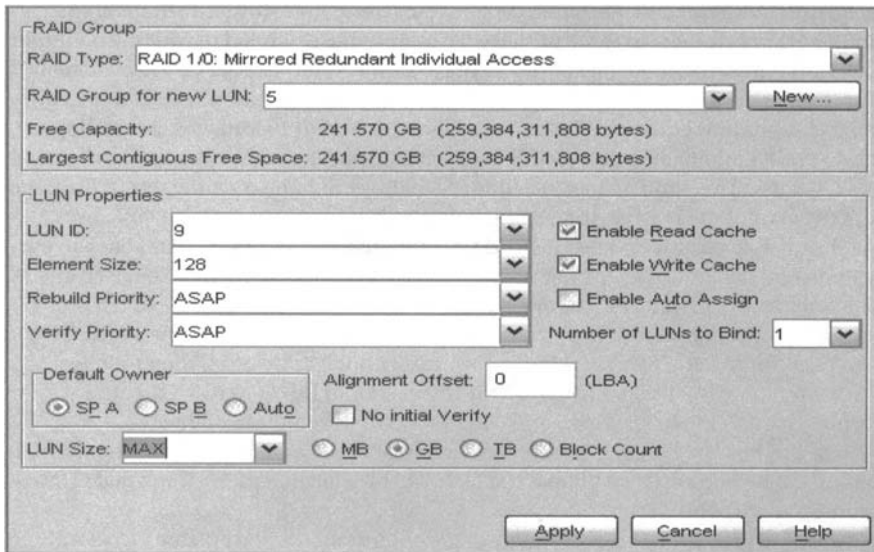 RAID Group
RAID Type: RAID 1/0: Mirrored Redundant Individual Access
RAID Group for new LUN: 5 New...
Free Capacity: 241.570 GB (259,384,311,808 bytes)
Largest Contiguous Free Space: 241.570 GB (259,384,311,808 bytes)
LUN Properties
LUN ID: 9 Enable Read Cache
Element Size: 128 Enable Write Cache
Rebuild Priority: ASAP Enable Auto Assign
Verify Priority: ASAP Number of LUNs to Bind: 1
Default Owner Alignment Offset: 0 (LBA)
SP A SP B Auto No initial Verify
LUN Size: MAX MB GB TB Block Count
Apply Cancel Help